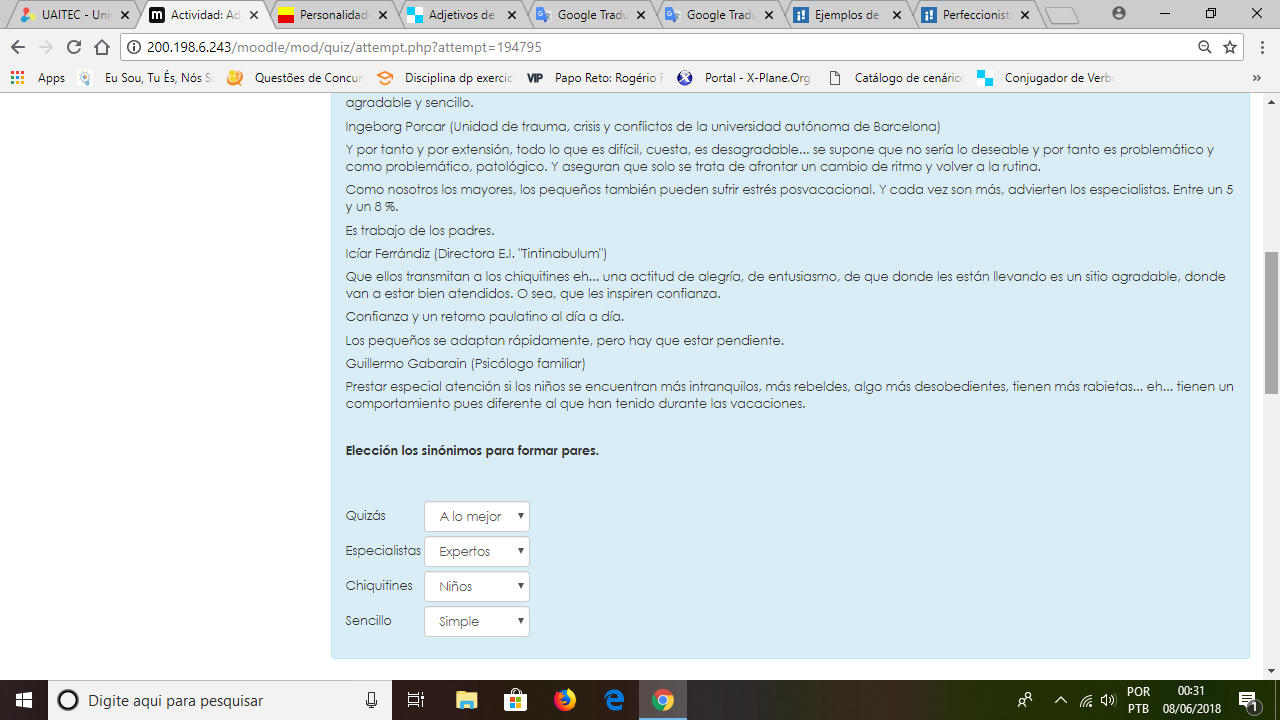 UAITEC - Uni
Actividad: Ad
Personalidad
Adjetivos de
Google Tradu
Google Tradu
Ejemplos de
Perfeccionist
200.198.6.243/moodle/mod/quiz/attempt.php?attempt=194795
Apps
Eu Sou, Tu És, Nós S
Questões de Concur
Disciplina dp exercic
VIP Papo Reto: Rogério F
Portal - X-Plane.Org
Catálogo de cenário
Conjugador de Verb
»
agradable y sencillo.
Ingeborg Porcar (Unidad de trauma, crisis y conflictos de la universidad autónoma de Barcelona)
Y por tanto y por extensión, todo lo que es difícil, cuesta, es desagradable... se supone que no sería lo deseable y por tanto es problemático y
como problemático, patológico. Y aseguran que solo se trata de afrontar un cambio de ritmo y volver a la rutina.
Como nosotros los mayores, los pequeños también pueden sufrir estrés posvacacional. Y cada vez son más, advierten los especialistas. Entre un 5
y un 8 %.
Es trabajo de los padres.
Icíar Ferrándiz (Directora E.I. "Tintinabulum")
Que ellos transmitan a los chiquitines eh... una actitud de alegría, de entusiasmo, de que donde les están llevando es un sitio agradable, donde
van a estar bien atendidos. O sea, que les inspiren confianza.
Confianza y un retorno paulatino al día a día.
Los pequeños se adaptan rápidamente, pero hay que estar pendiente.
Guillermo Gabarain (Psicólogo familiar)
Prestar especial atención si los niños se encuentran más intranquilos, más rebeldes, algo más desobedientes, tienen más rabietas... eh... tienen un
comportamiento pues diferente al que han tenido durante las vacaciones.
Elección los sinónimos para formar pares.
Quizás A lo mejor
Especialistas Expertos
Chiquitines Niños
Sencillo Simple
Digite aqui para pesquisar
POR
PTB
00:31
08/06/2018
1